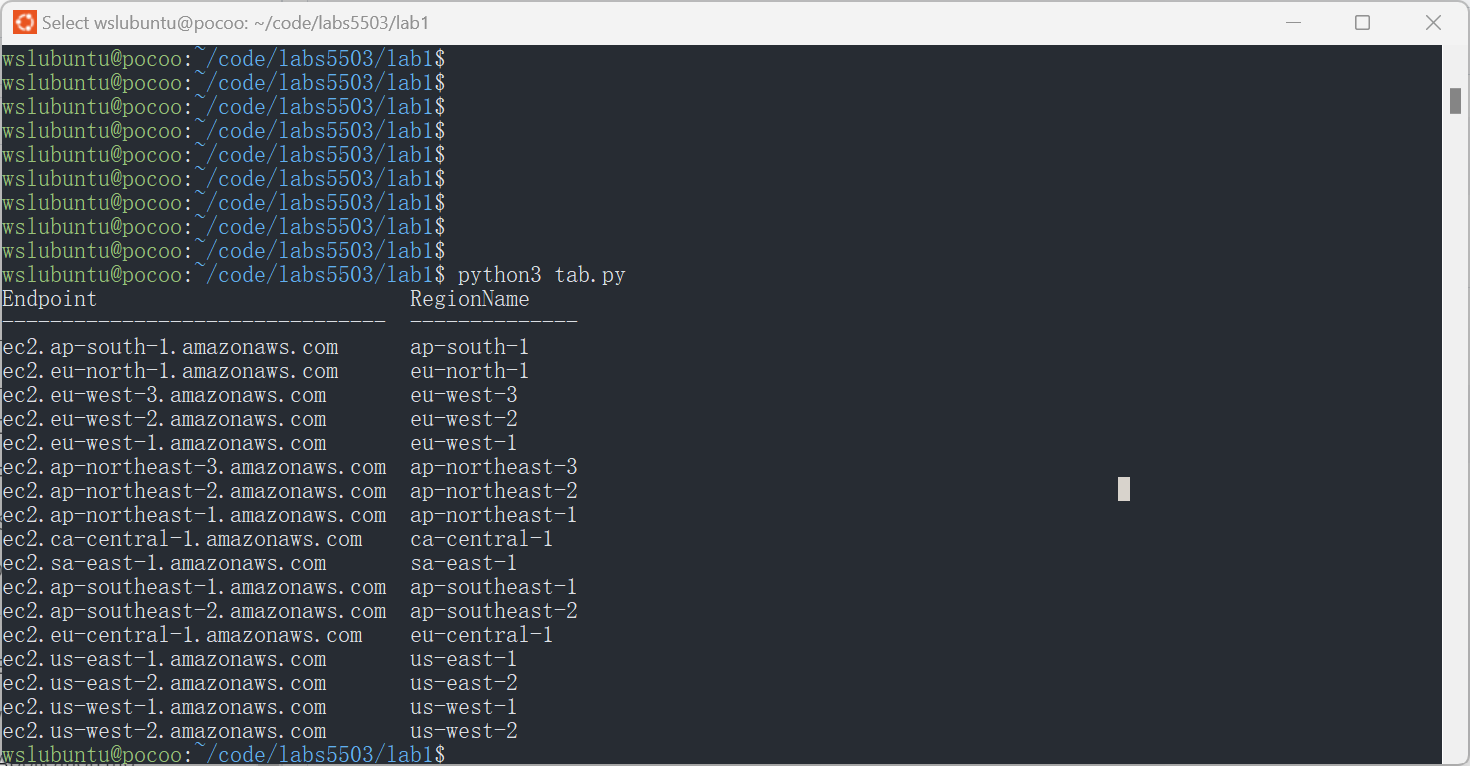 Select wslubuntu@pocoo: ~/code/labs5503/lab1
wslubuntu@pocoo:~/code/labs5503/lab1$
wslubuntu@pocoo:~/code/labs5503/lab1$
wslubuntu@pocoo:~/code/labs5503/lab1$
wslubuntu@pocoo:~/code/labs5503/lab1$
wslubuntu@pocoo:~/code/labs5503/lab1$
wslubuntu@pocoo:~/code/labs5503/lab1$
wslubuntu@pocoo:~/code/labs5503/lab1$
wslubuntu@pocoo:~/code/labs5503/lab1$
wslubuntu@pocoo:~/code/labs5503/lab1$
wslubuntu@pocoo:~/code/labs5503/lab1$ python3 tab.py
Endpoint                          RegionName
--------------------------------  --------------
ec2.ap-south-1.amazonaws.com      ap-south-1
ec2.eu-north-1.amazonaws.com      eu-north-1
ec2.eu-west-3.amazonaws.com       eu-west-3
ec2.eu-west-2.amazonaws.com       eu-west-2
ec2.eu-west-1.amazonaws.com       eu-west-1
ec2.ap-northeast-3.amazonaws.com  ap-northeast-3
ec2.ap-northeast-2.amazonaws.com  ap-northeast-2
ec2.ap-northeast-1.amazonaws.com  ap-northeast-1
ec2.ca-central-1.amazonaws.com    ca-central-1
ec2.sa-east-1.amazonaws.com       sa-east-1
ec2.ap-southeast-1.amazonaws.com  ap-southeast-1
ec2.ap-southeast-2.amazonaws.com  ap-southeast-2
ec2.eu-central-1.amazonaws.com    eu-central-1
ec2.us-east-1.amazonaws.com       us-east-1
ec2.us-east-2.amazonaws.com       us-east-2
ec2.us-west-1.amazonaws.com       us-west-1
ec2.us-west-2.amazonaws.com       us-west-2
wslubuntu@pocoo:~/code/labs5503/lab1$